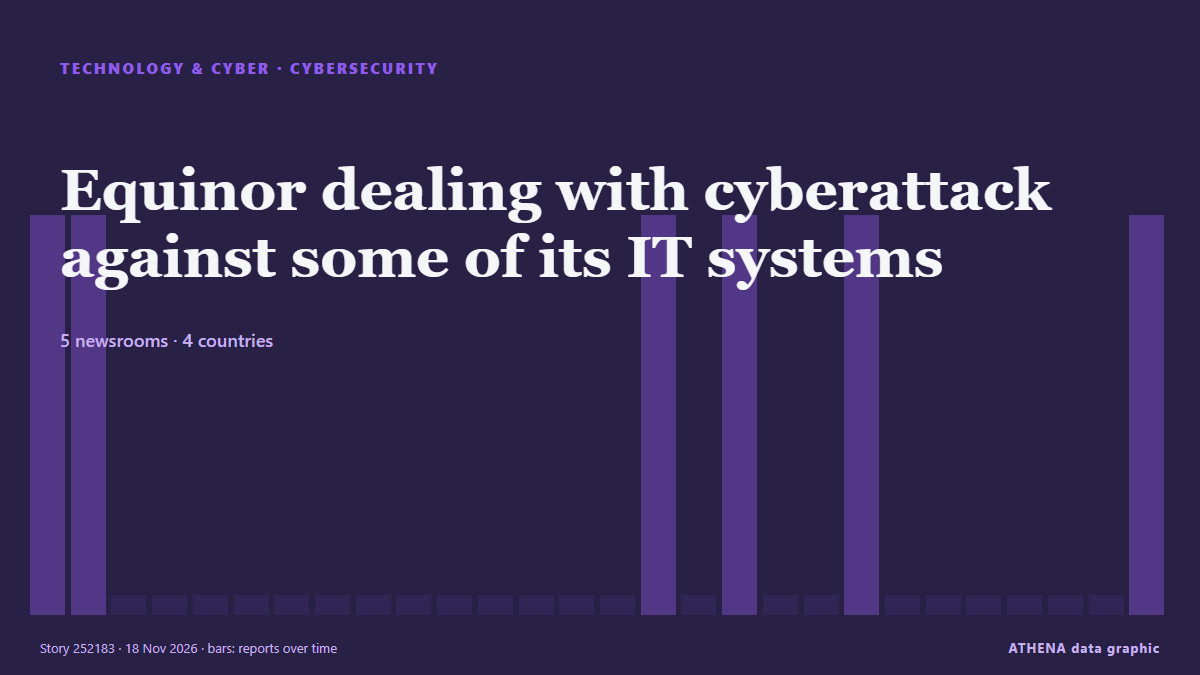 TECHNOLOGY & CYBER · CYBERSECURITY
Equinor dealing with cyberattack
against some of its IT systems
5 newsrooms · 4 countries
Story 252183 · 18 Nov 2026 · bars: reports over time
ATHENA data graphic